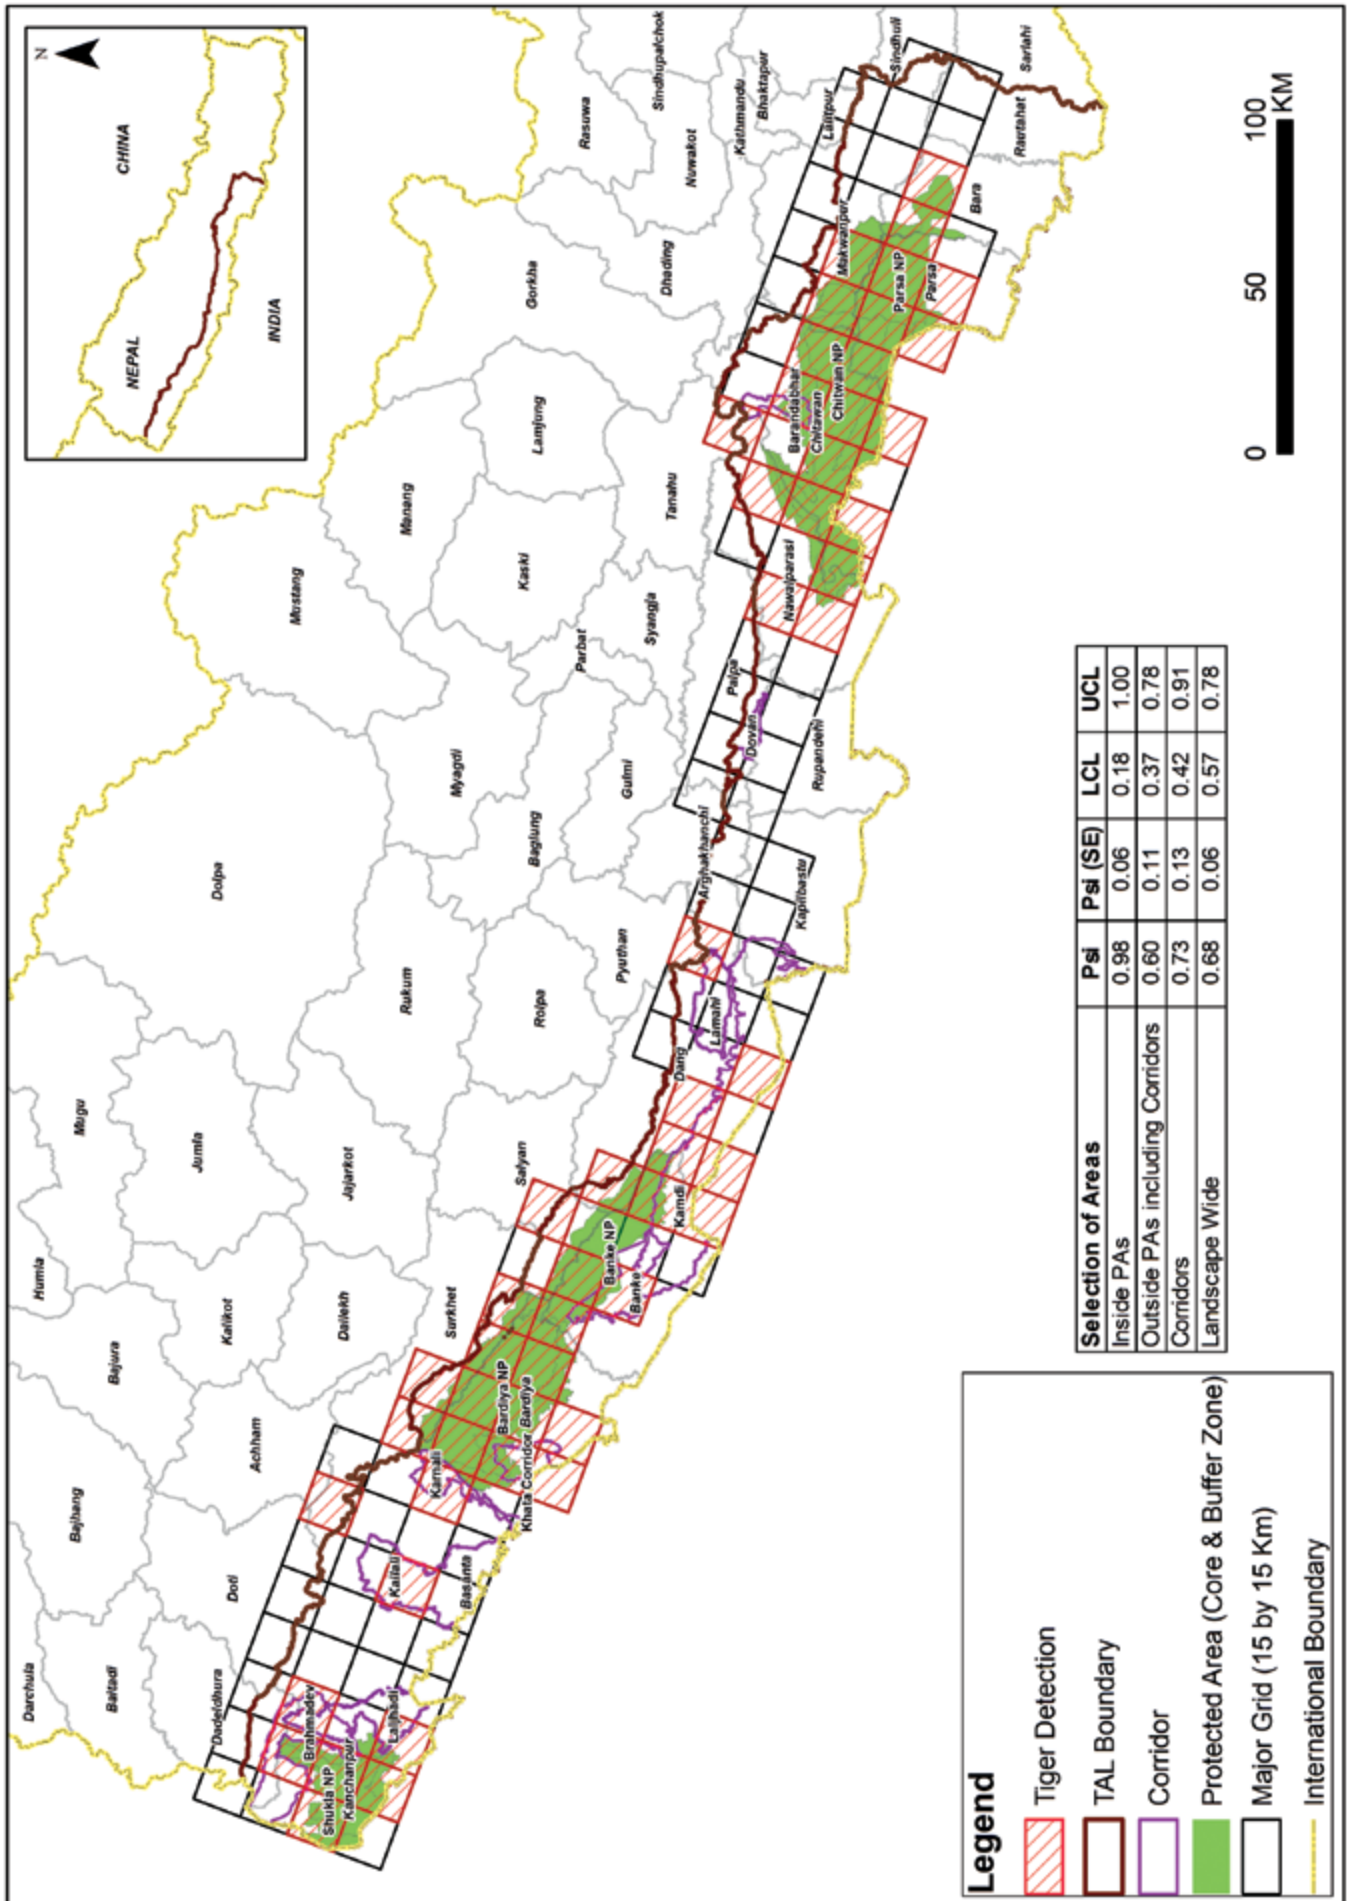 N
CHINA
NEPAL
INDIA
Darchula
Bajhang
Humla
Mugu
Baitadi
Bajura
Jumla
Dolpa
Mustang
Dadeldhura
Doti
Achham
Kalikot
Dailekh
Jajarkot
Rukum
Manang
Myagdi
Surkhet
Salyan
Rolpa
Baglung
Kaski
Lamjung
Gorkha
Rasuwa
Pyuthan
Gulmi
Parbat
Syangja
Tanahu
Dhading
Nuwakot
Sindhupalchok
Kathmandu
Bhaktapur
Lalitpur
Sindhuli
Sarlahi
Rautahat
Bara
Makwanpur
Parsa NP
Parsa
Barandabhar
Chitawan
Chitwan NP
Nawalparasi
Palpa
Dovan
Rupandehi
Arghakhanchi
Kapilbastu
Dang
Lamahi
Kamdi
Banke NP
Banke
Bardiya NP
Bardiya
Khata Corridor
Karnali
Kailali
Basanta
Brahmadev
Laljhadi
Shukla NP
Kanchanpur
Selection of Areas Psi Psi (SE) LCL UCL
Inside PAs 0.98 0.06 0.18 1.00
Outside PAs including Corridors 0.60 0.11 0.37 0.78
Corridors 0.73 0.13 0.42 0.91
Landscape Wide 0.68 0.06 0.57 0.78
0 50 100
KM
Legend
Tiger Detection
TAL Boundary
Corridor
Protected Area (Core & Buffer Zone)
Major Grid (15 by 15 Km)
International Boundary